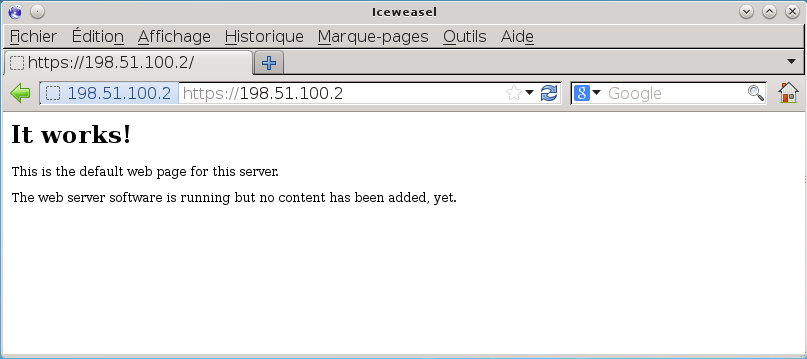 Iceweasel
Fichier Édition Affichage Historique Marque-pages Outils Aide
https://198.51.100.2/
198.51.100.2 https://198.51.100.2 8 Google
It works!
This is the default web page for this server.
The web server software is running but no content has been added, yet.